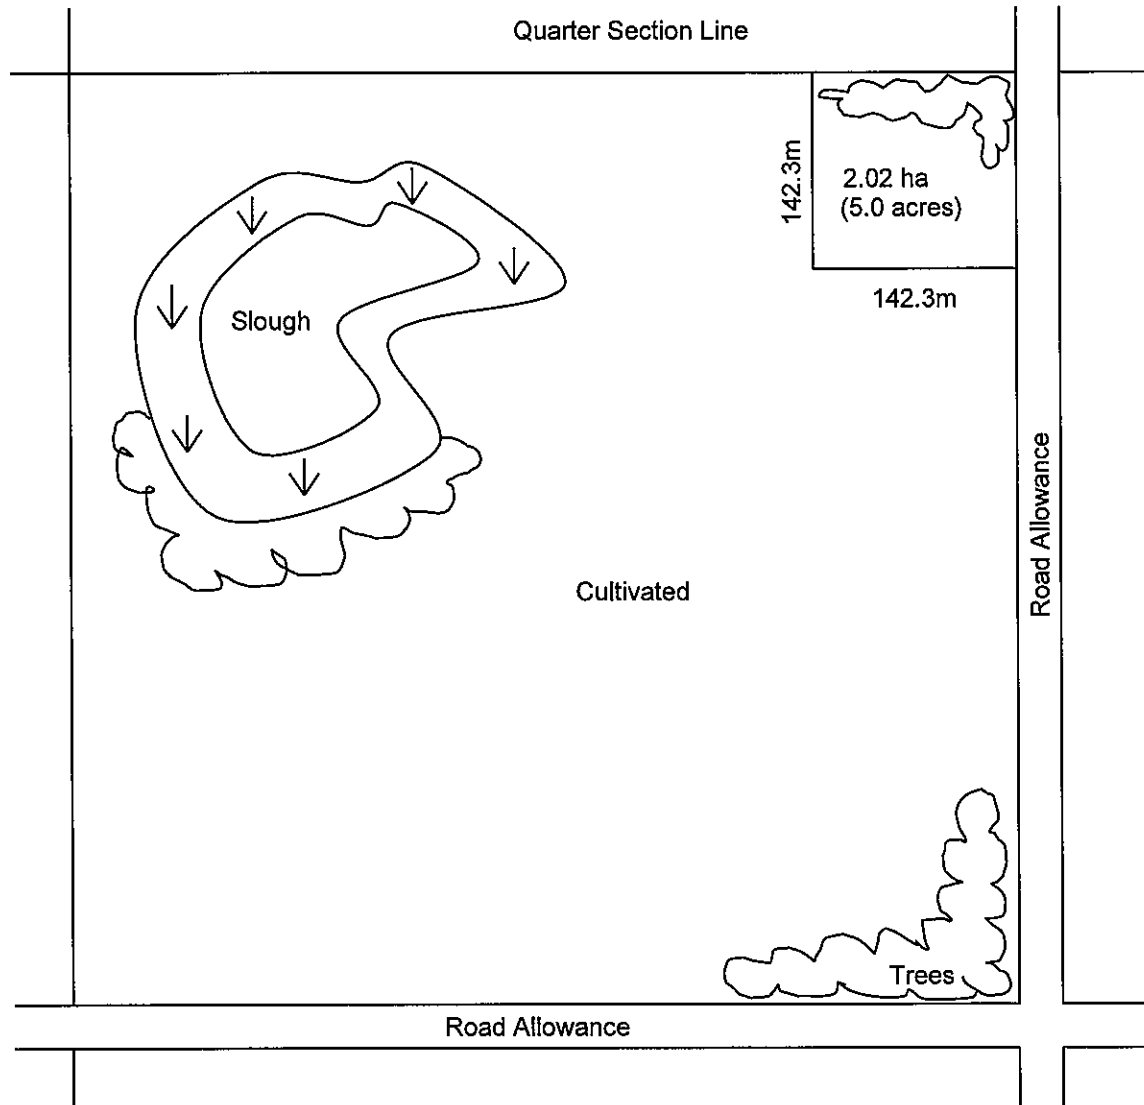 Quarter Section Line
142.3m
2.02 ha
(5.0 acres)
142.3m
Slough
Road Allowance
Cultivated
Trees
Road Allowance